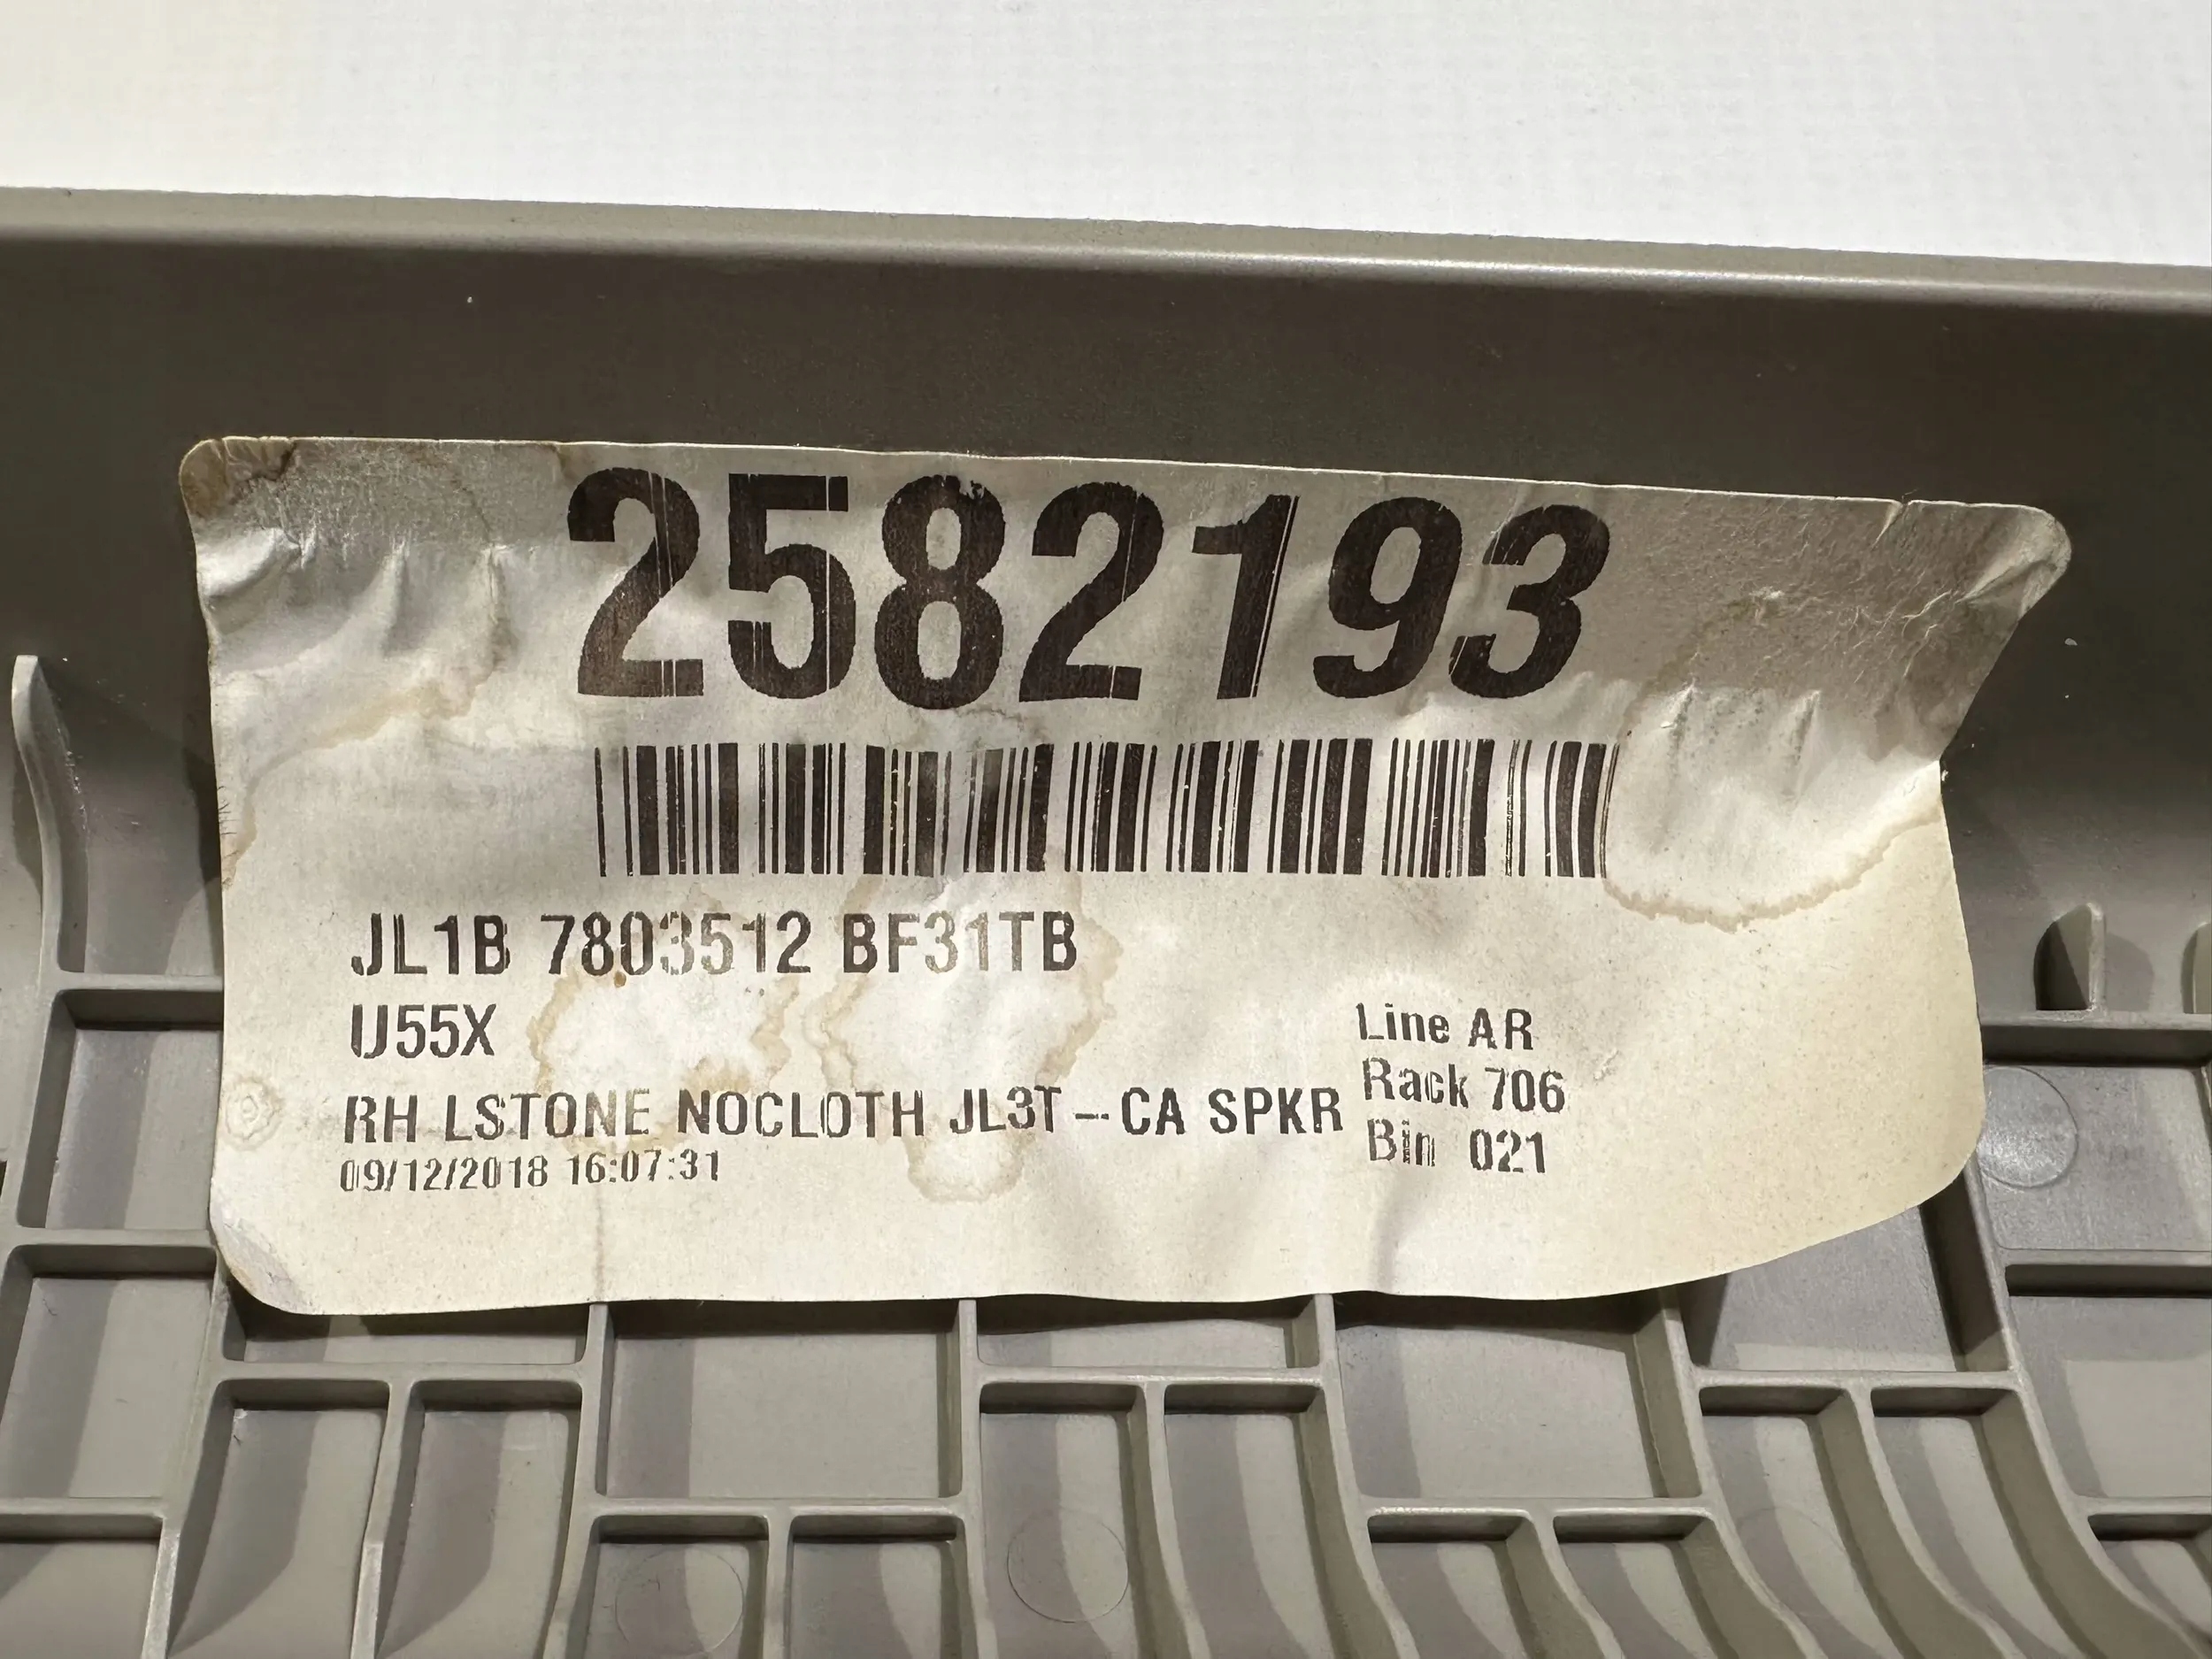 2582193
JL1B 7803512 BF31TB
U55X
RH LSTONE NOCLOTH JL3T-CA SPKR
09/12/2018 16:07:31
Line AR
Rack 706
Bin 021